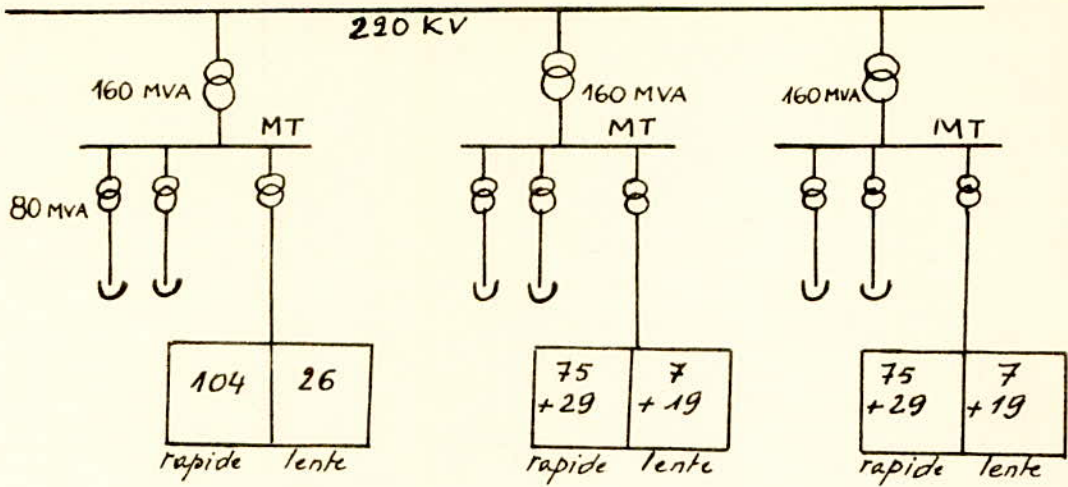 220 KV
160 MVA
160 MVA
160 MVA
MT
MT
MT
80 MVA
104
26
75
+29
7
+19
75
+29
7
+19
rapide
lente
rapide
lente
rapide
lente